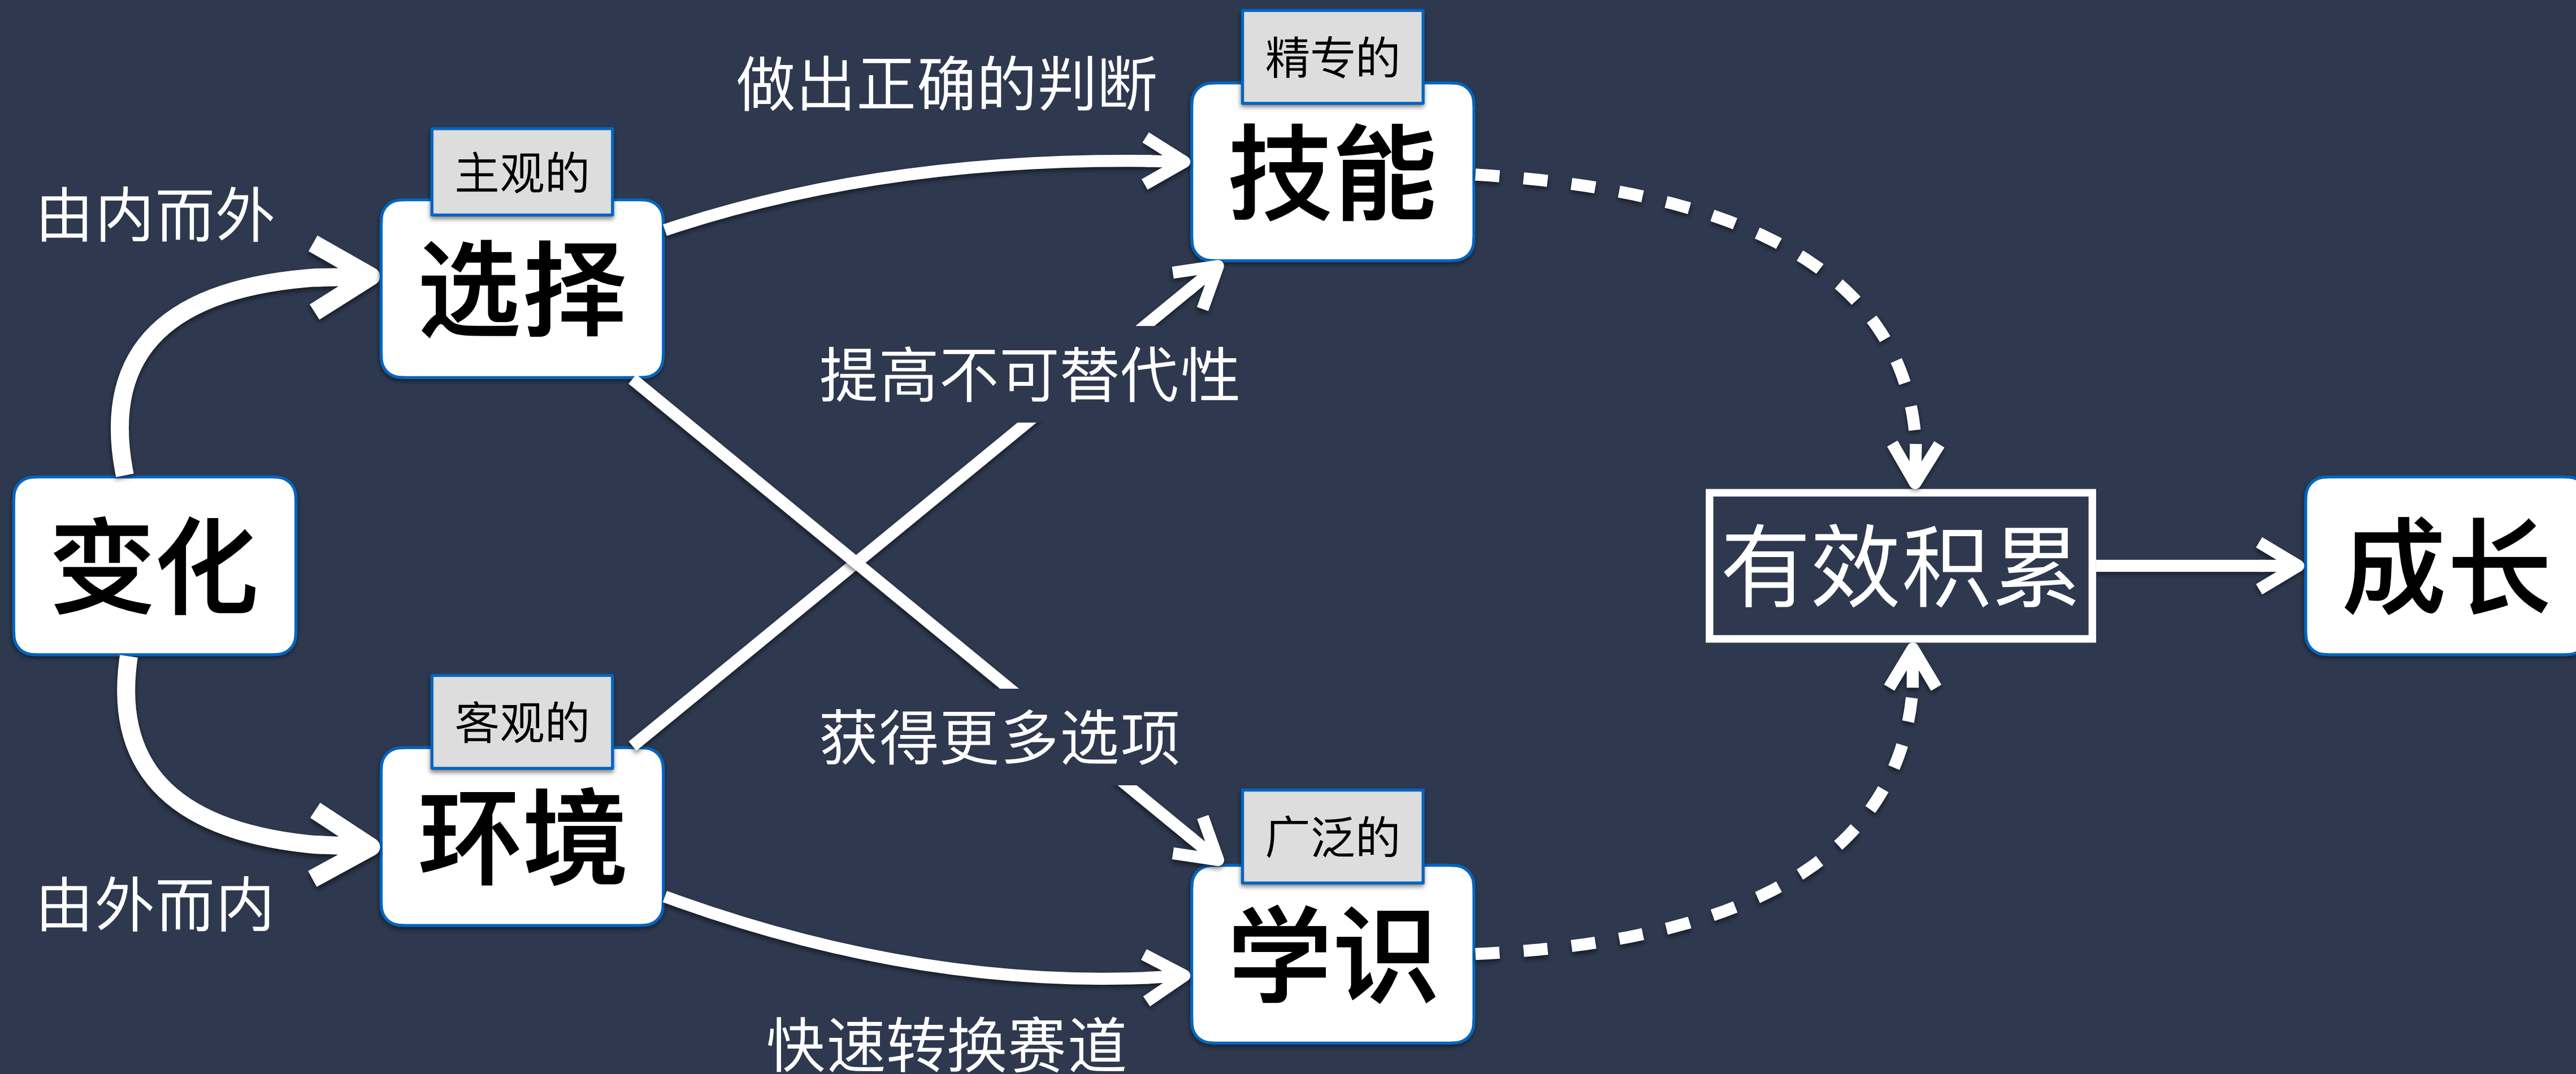 精专的
做出正确的判断
技能
主观的
由内而外
选择
提高不可替代性
变化
有效积累
成长
客观的
获得更多选项
环境
广泛的
由外而内
学识
快速转换赛道